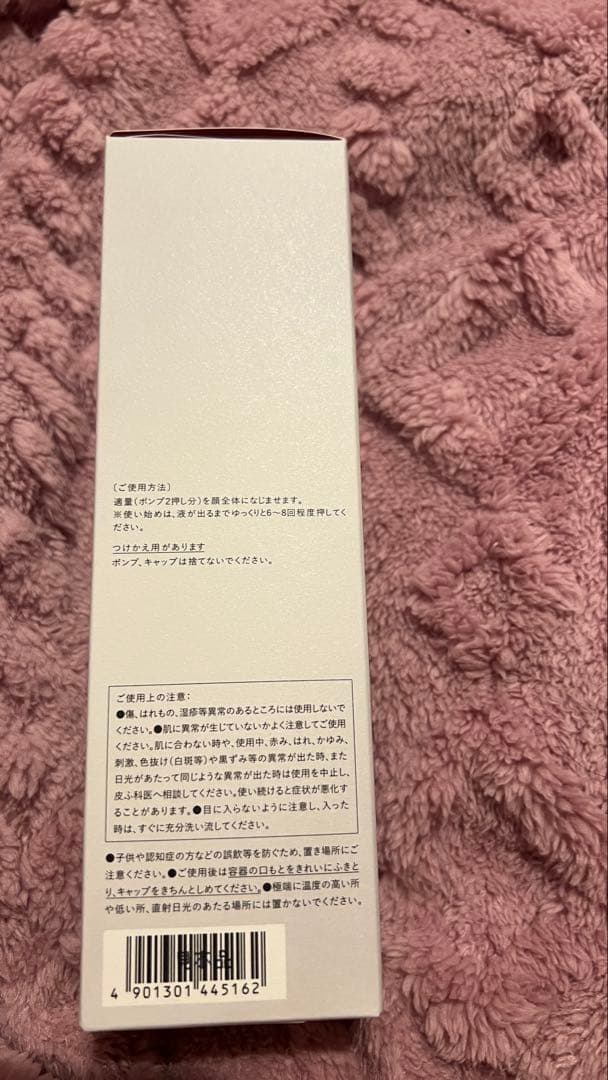 〔ご使用方法〕
適量(ポンプ2押し分)を顔全体になじませます。
※使い始めは、液が出るまでゆっくりと6〜8回程度押してく
ださい。
つけかえ用があります
ポンプ、キャップは捨てないでください。
ご使用上の注意:
●傷、はれもの、湿疹等異常のあるところには使用しないで
ください。●肌に異常が生じていないかよく注意してご使用
ください。肌に合わない時や、使用中、赤み、はれ、かゆみ、
刺激、色抜け(白斑等)や黒ずみ等の異常が出た時、また
日光があたって同じような異常が出た時は使用を中止し、
皮ふ科医へ相談してください。使い続けると症状が悪化す
ることがあります。●目に入らないように注意し、入った
時は、すぐに充分洗い流してください。
●子供や認知症の方などの誤飲等を防ぐため、置き場所にご
注意ください。●ご使用後は容器の口もとをきれいにふきと
り、キャップをきちんとしめてください。●極端に温度の高い所
や低い所、直射日光のあたる場所には置かないでください。
見本品
4 901301 445162